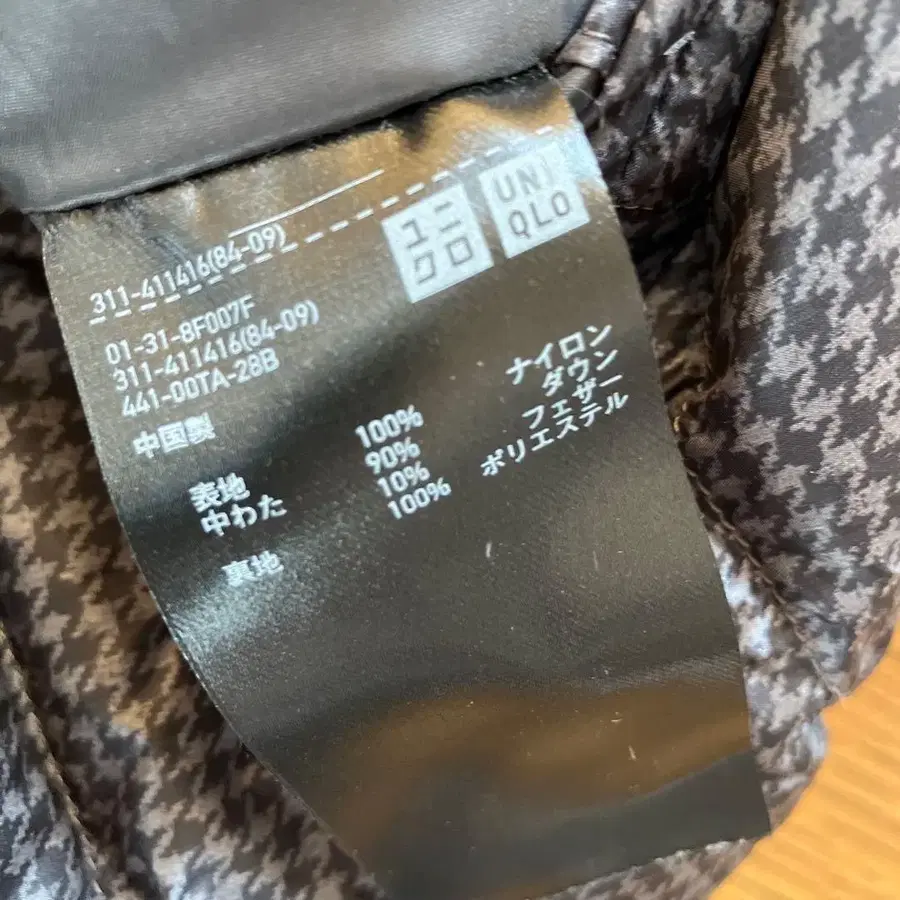 ユニ
クロ
UNI
QLO
311-411416(84-09)
01-31-8F007F
311-411416(84-09)
441-00TA-28B
中国製
表地 100% ナイロン
中わた 90% ダウン
10% フェザー
裏地 100% ポリエステル